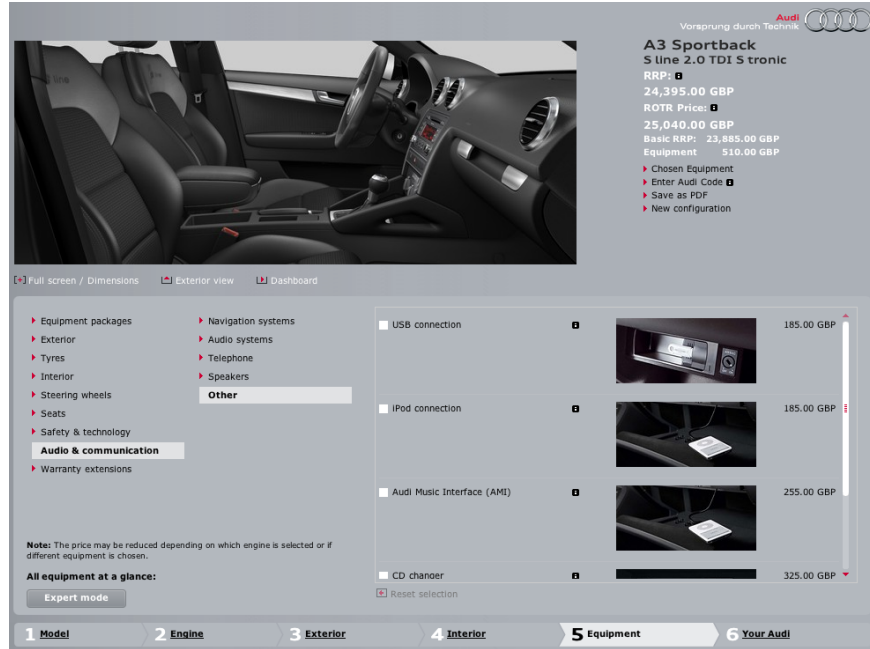 Audi
Vorsprung durch Technik
A3 Sportback
S line 2.0 TDI S tronic
RRP:
24,395.00 GBP
ROTR Price:
25,040.00 GBP
Basic RRP: 23,885.00 GBP
Equipment 510.00 GBP
Chosen Equipment
Enter Audi Code
Save as PDF
New configuration
Full screen / Dimensions
Exterior view
Dashboard
Equipment packages
Exterior
Tyres
Interior
Steering wheels
Seats
Safety & technology
Audio & communication
Warranty extensions
Navigation systems
Audio systems
Telephone
Speakers
Other
USB connection 185.00 GBP
iPod connection 185.00 GBP
Audi Music Interface (AMI) 255.00 GBP
CD changer 325.00 GBP
Note: The price may be reduced depending on which engine is selected or if
different equipment is chosen.
All equipment at a glance:
Expert mode
Reset selection
1 Model
2 Engine
3 Exterior
4 Interior
5 Equipment
6 Your Audi